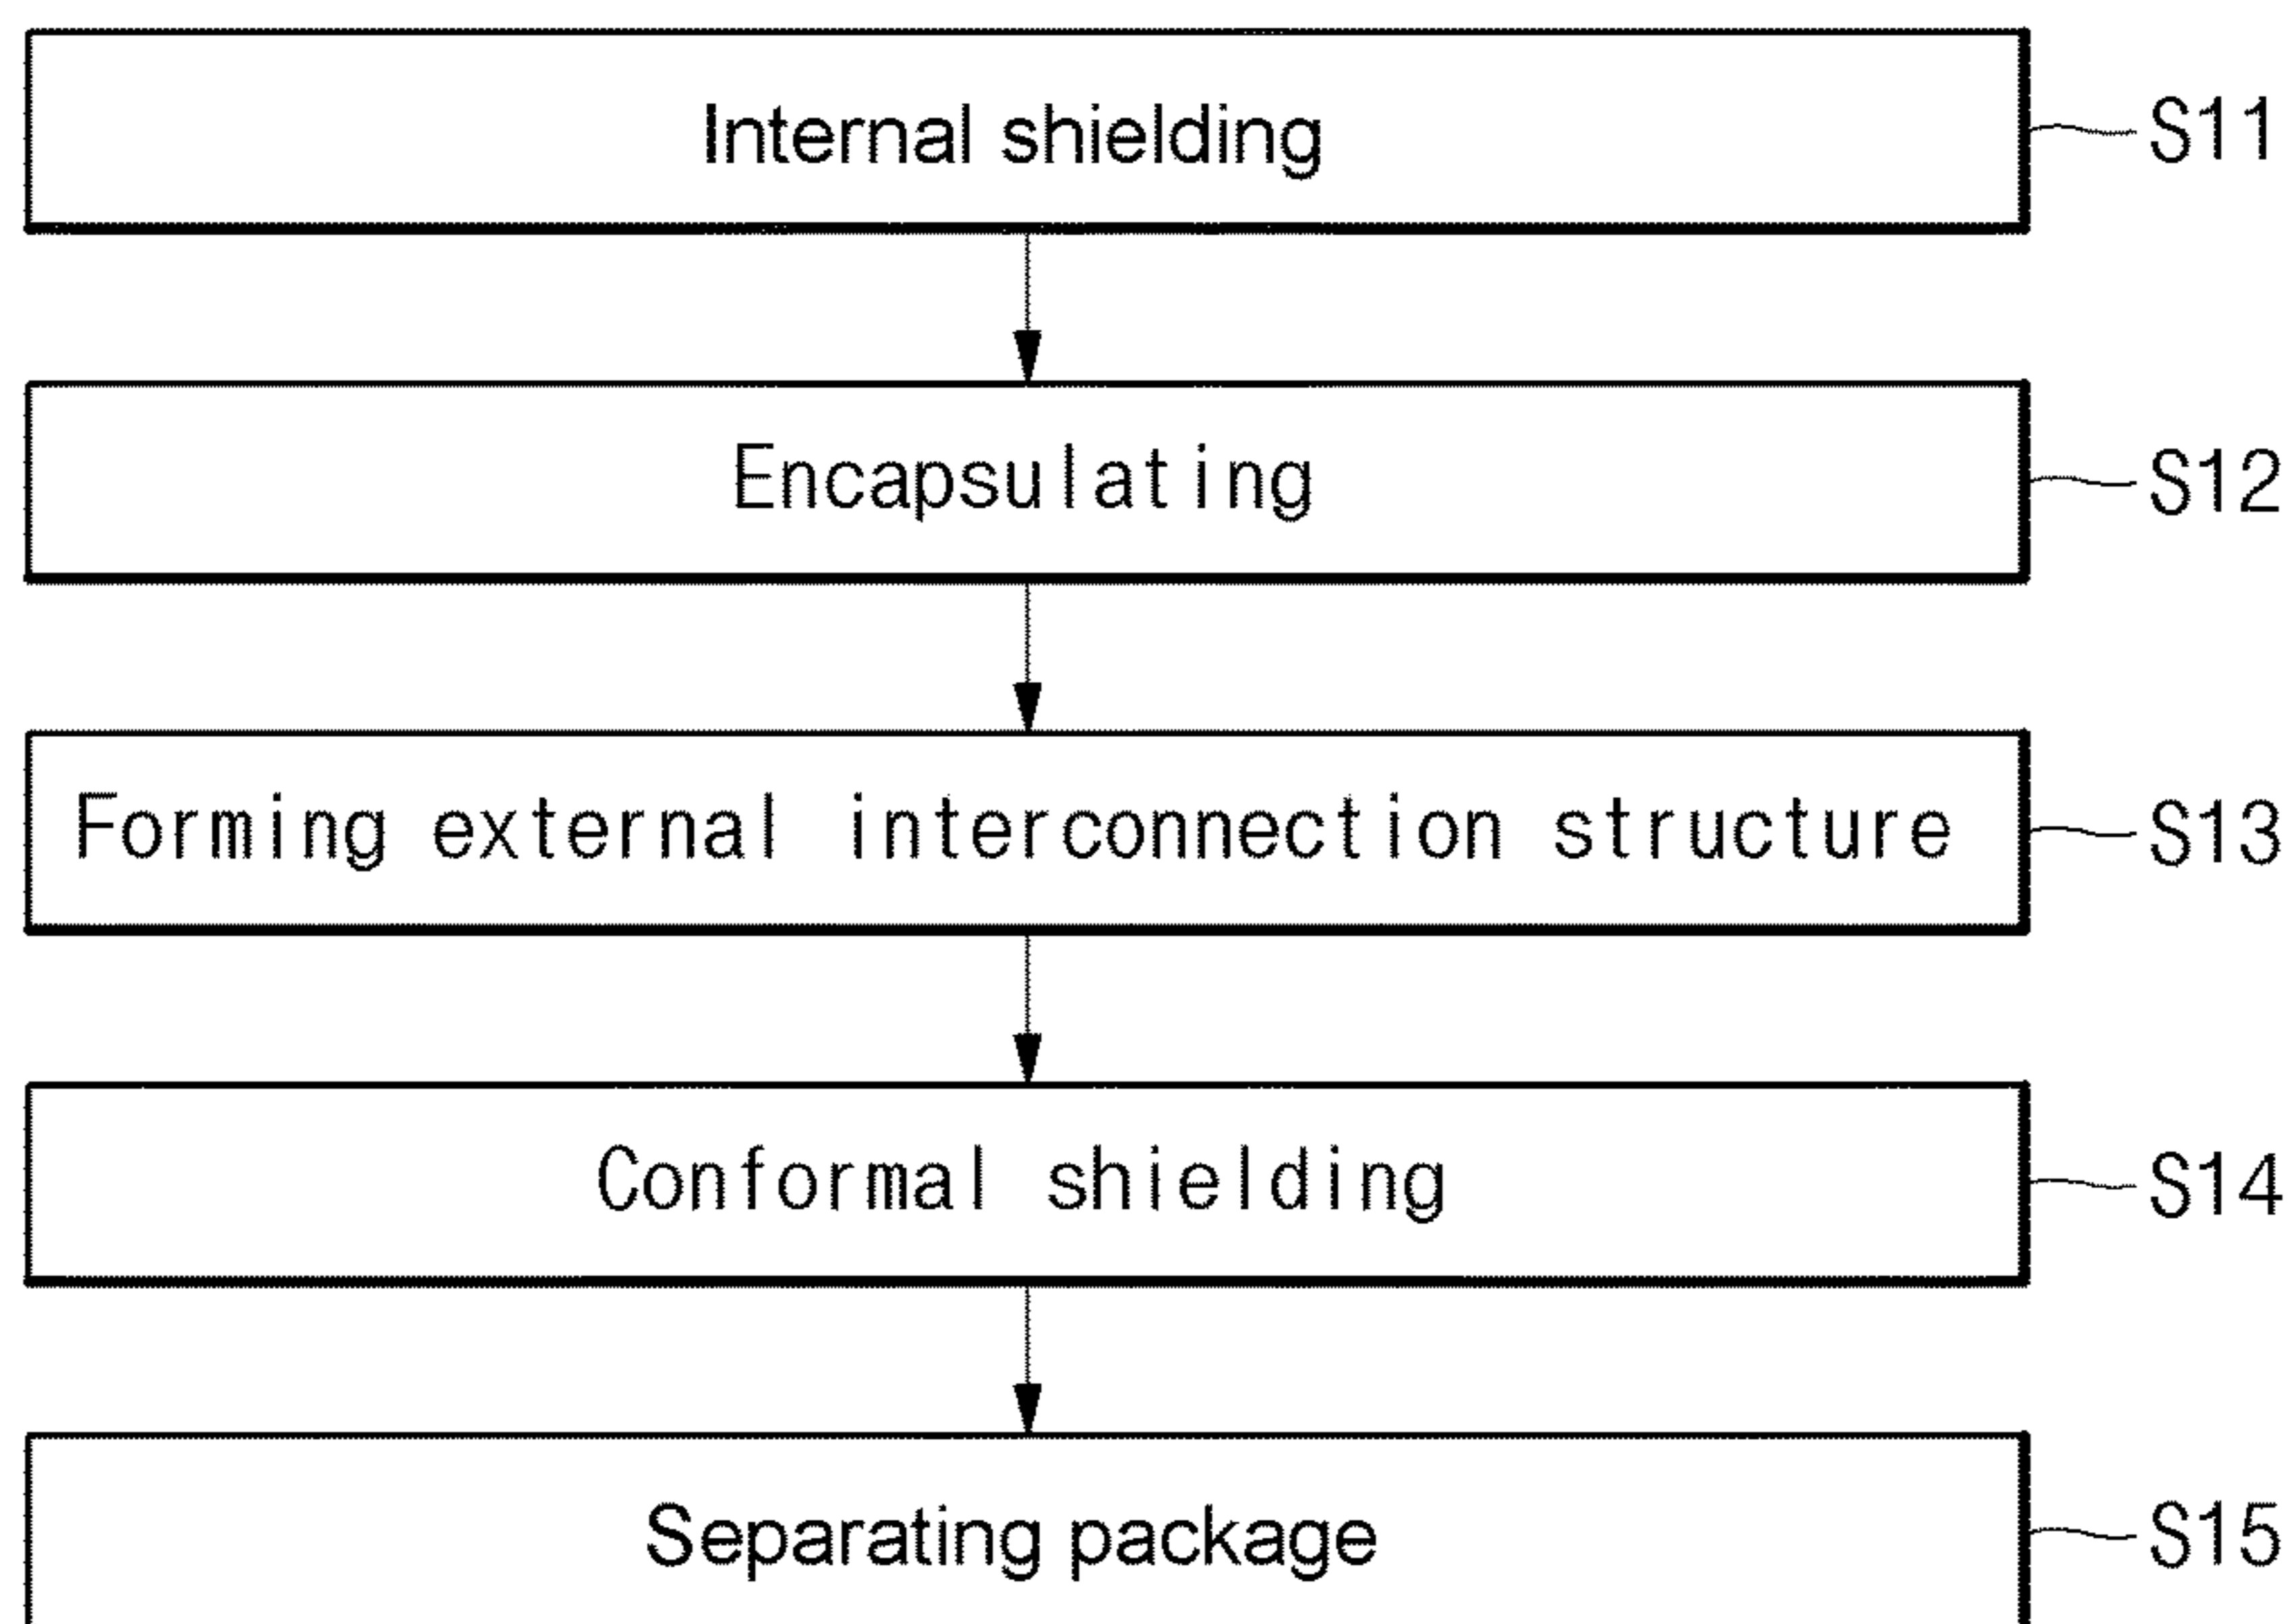 Internal shielding S11
Encapsulating S12
Forming external interconnection structure S13
Conformal shielding S14
Separating package S15